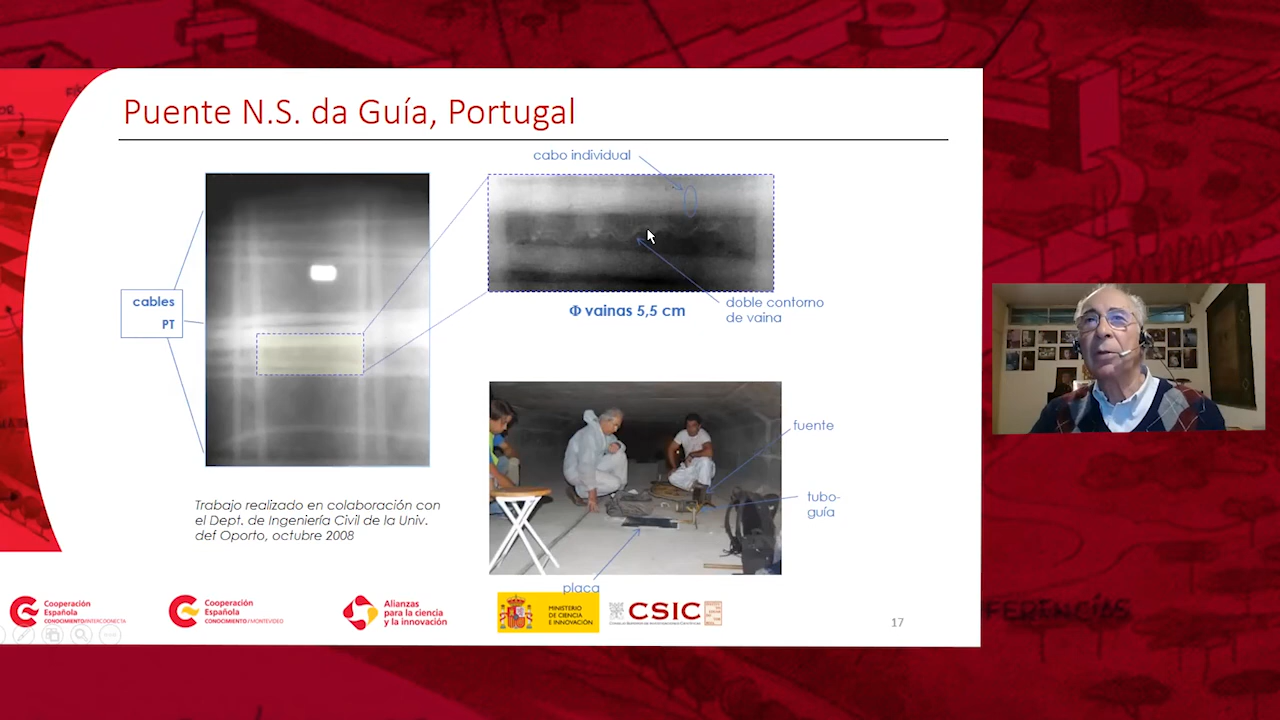 Puente N.S. da Guía, Portugal
cabo individual
cables
PT
Φ vainas 5,5 cm
doble contorno
de vaina
fuente
tubo-
guía
placa
Trabajo realizado en colaboración con
el Dept. de Ingeniería Civil de la Univ.
def Oporto, octubre 2008
Cooperación
Española
CONOCIMIENTO/INTERCOONECTA
Cooperación
Española
CONOCIMIENTO/MONTEVIDEO
Alianzas
para la ciencia
y la innovación
MINISTERIO
DE CIENCIA
E INNOVACIÓN
CSIC
CONSEJO SUPERIOR DE INVESTIGACIONES CIENTÍFICAS
17
FERENCIAS